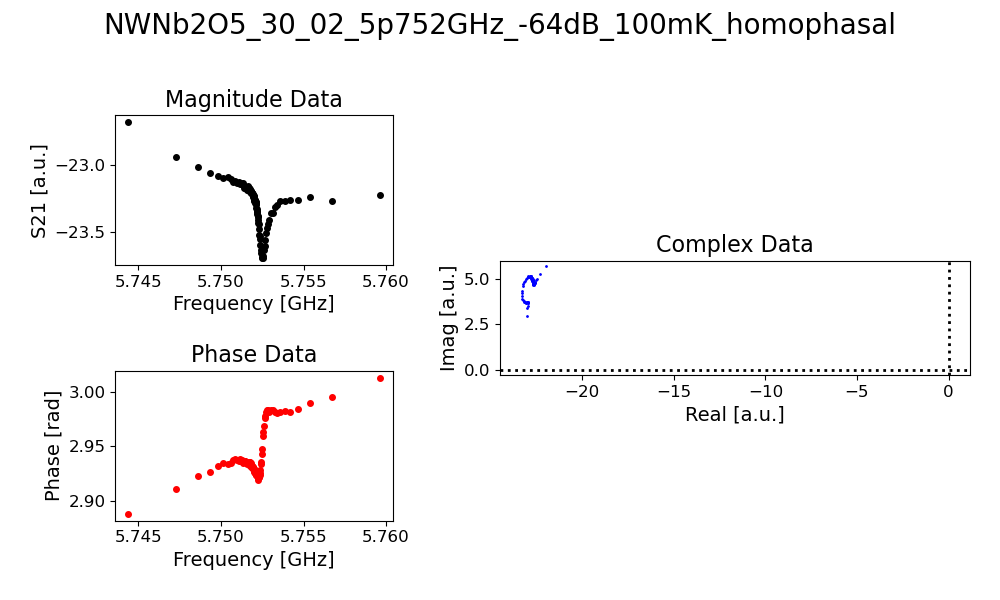 NWNb2O5_30_02_5p752GHz_-64dB_100mK_homophasal
Magnitude Data
S21 [a.u.]
−23.0
−23.5
5.745 5.750 5.755 5.760
Frequency [GHz]
Phase Data
Phase [rad]
3.00
2.95
2.90
5.745 5.750 5.755 5.760
Frequency [GHz]
Complex Data
Imag [a.u.]
5.0
2.5
0.0
−20 −15 −10 −5 0
Real [a.u.]